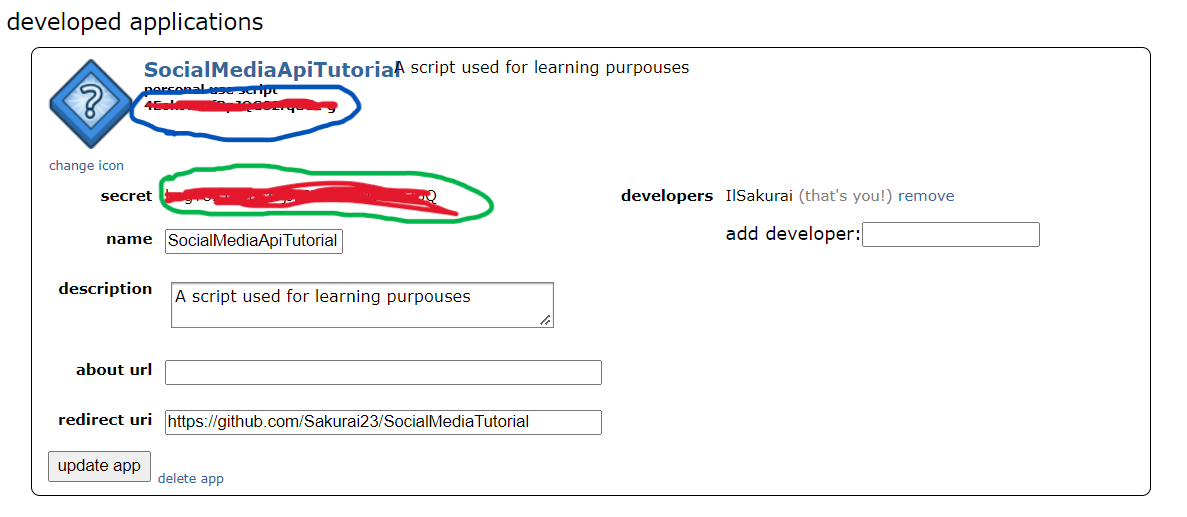 developed applications
SocialMediaApiTutorial A script used for learning purpouses
personal use script
change icon
secret
developers IlSakurai (that's you!) remove
name SocialMediaApiTutorial
add developer:
description A script used for learning purpouses
about url
redirect uri https://github.com/Sakurai23/SocialMediaTutorial
update app delete app